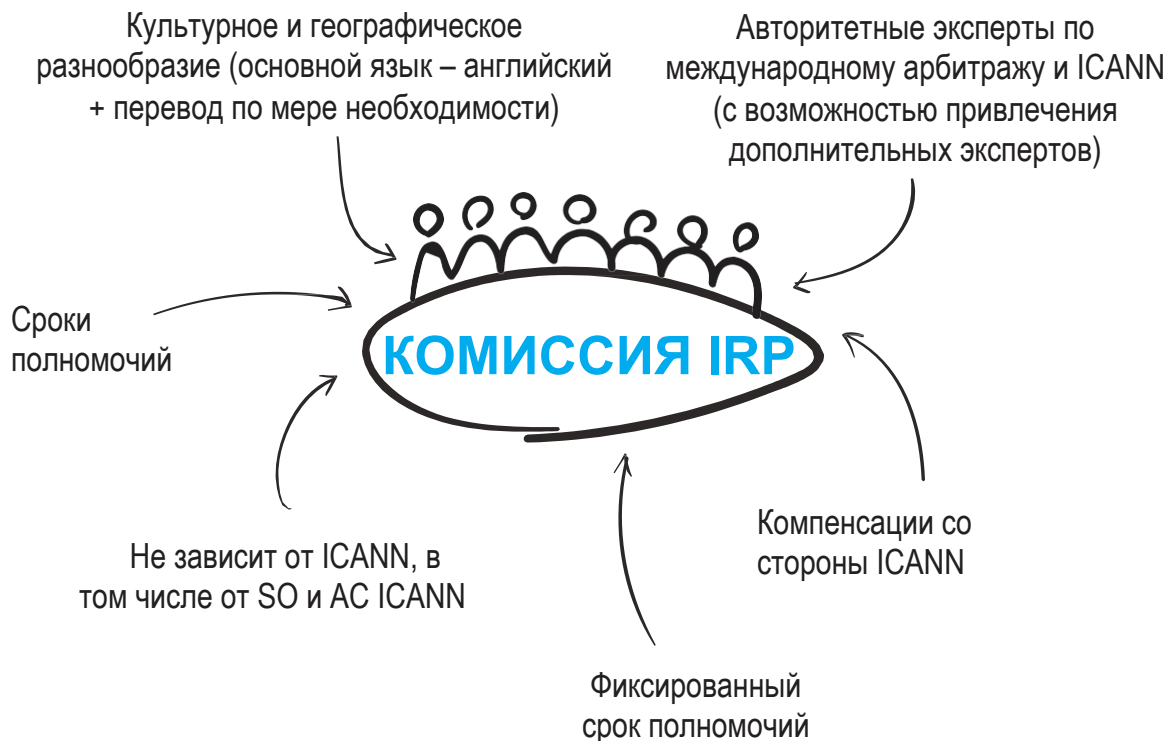 Культурное и географическое
разнообразие (основной язык – английский
+ перевод по мере необходимости)
Авторитетные эксперты по
международному арбитражу и ICANN
(с возможностью привлечения
дополнительных экспертов)
Сроки
полномочий
КОМИССИЯ IRP
Не зависит от ICANN, в
том числе от SO и AC ICANN
Компенсации со
стороны ICANN
Фиксированный
срок полномочий